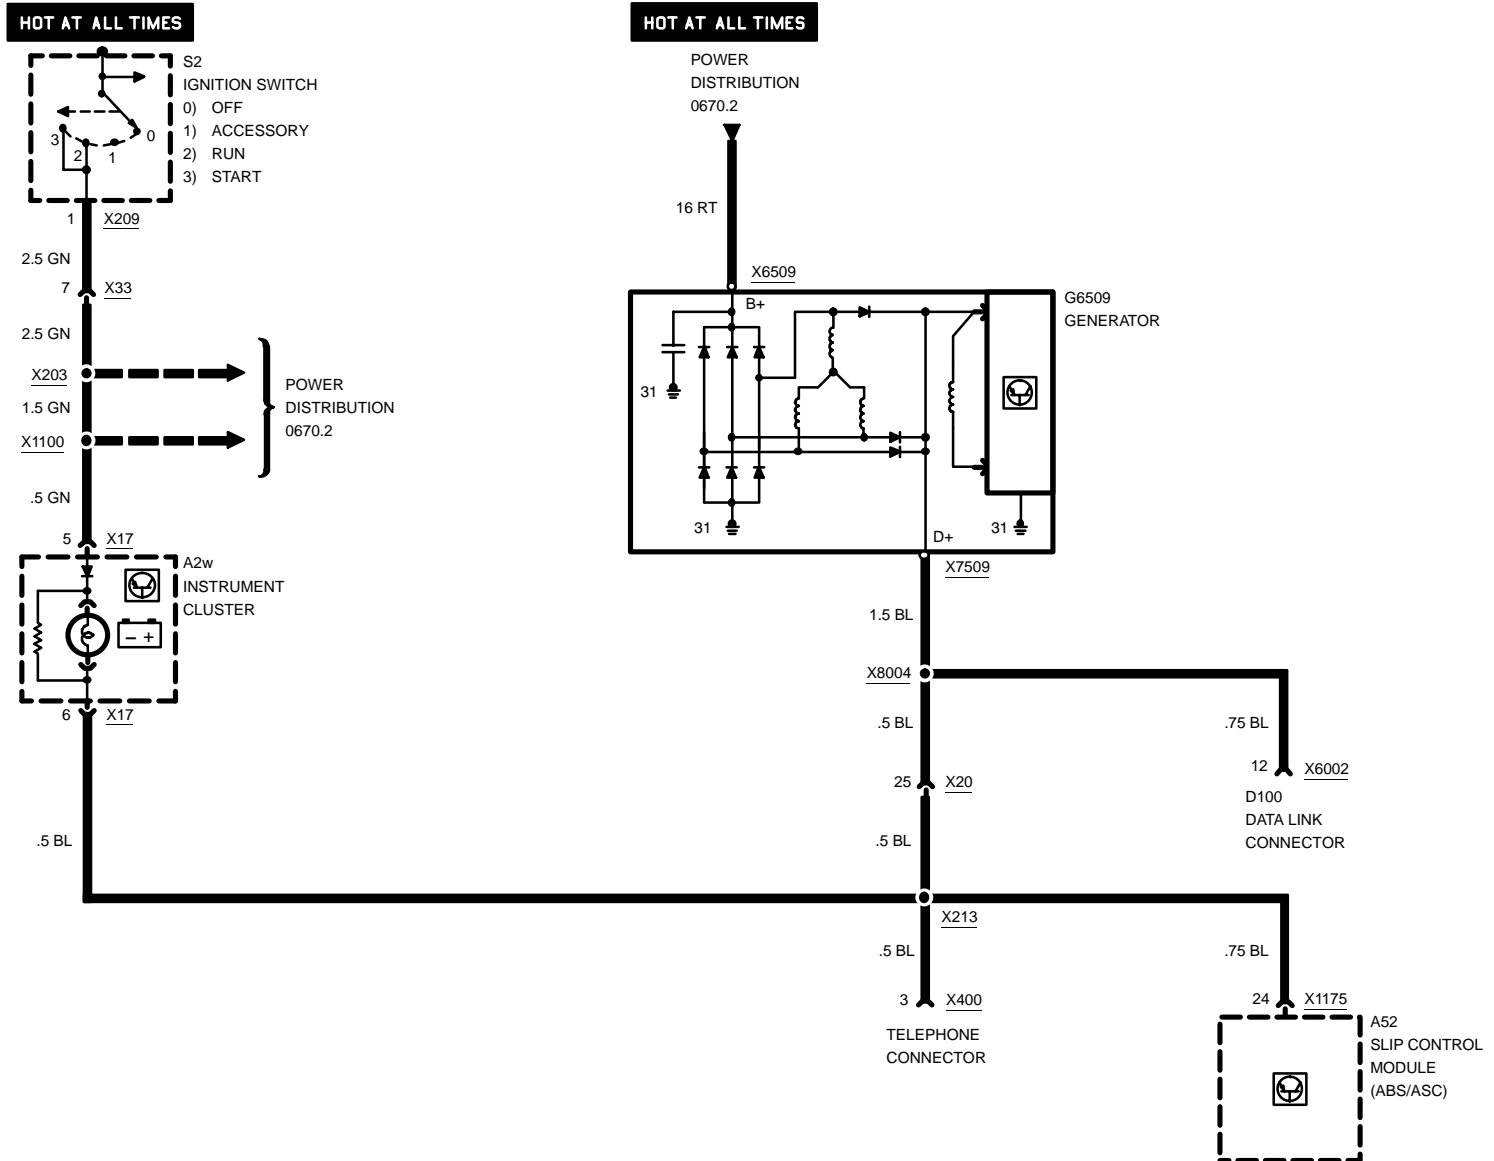 HOT AT ALL TIMES
S2
IGNITION SWITCH
0) OFF
1) ACCESSORY
2) RUN
3) START
3
2
1
0
1 X209
2.5 GN
7 X33
2.5 GN
X203
1.5 GN
X1100
POWER
DISTRIBUTION
0670.2
.5 GN
5 X17
A2w
INSTRUMENT
CLUSTER
– +
6 X17
.5 BL
HOT AT ALL TIMES
POWER
DISTRIBUTION
0670.2
16 RT
X6509
B+
G6509
GENERATOR
31
31
31
D+
X7509
1.5 BL
X8004
.5 BL
.75 BL
25 X20
12 X6002
D100
DATA LINK
CONNECTOR
.5 BL
X213
.5 BL
.75 BL
3 X400
TELEPHONE
CONNECTOR
24 X1175
A52
SLIP CONTROL
MODULE
(ABS/ASC)